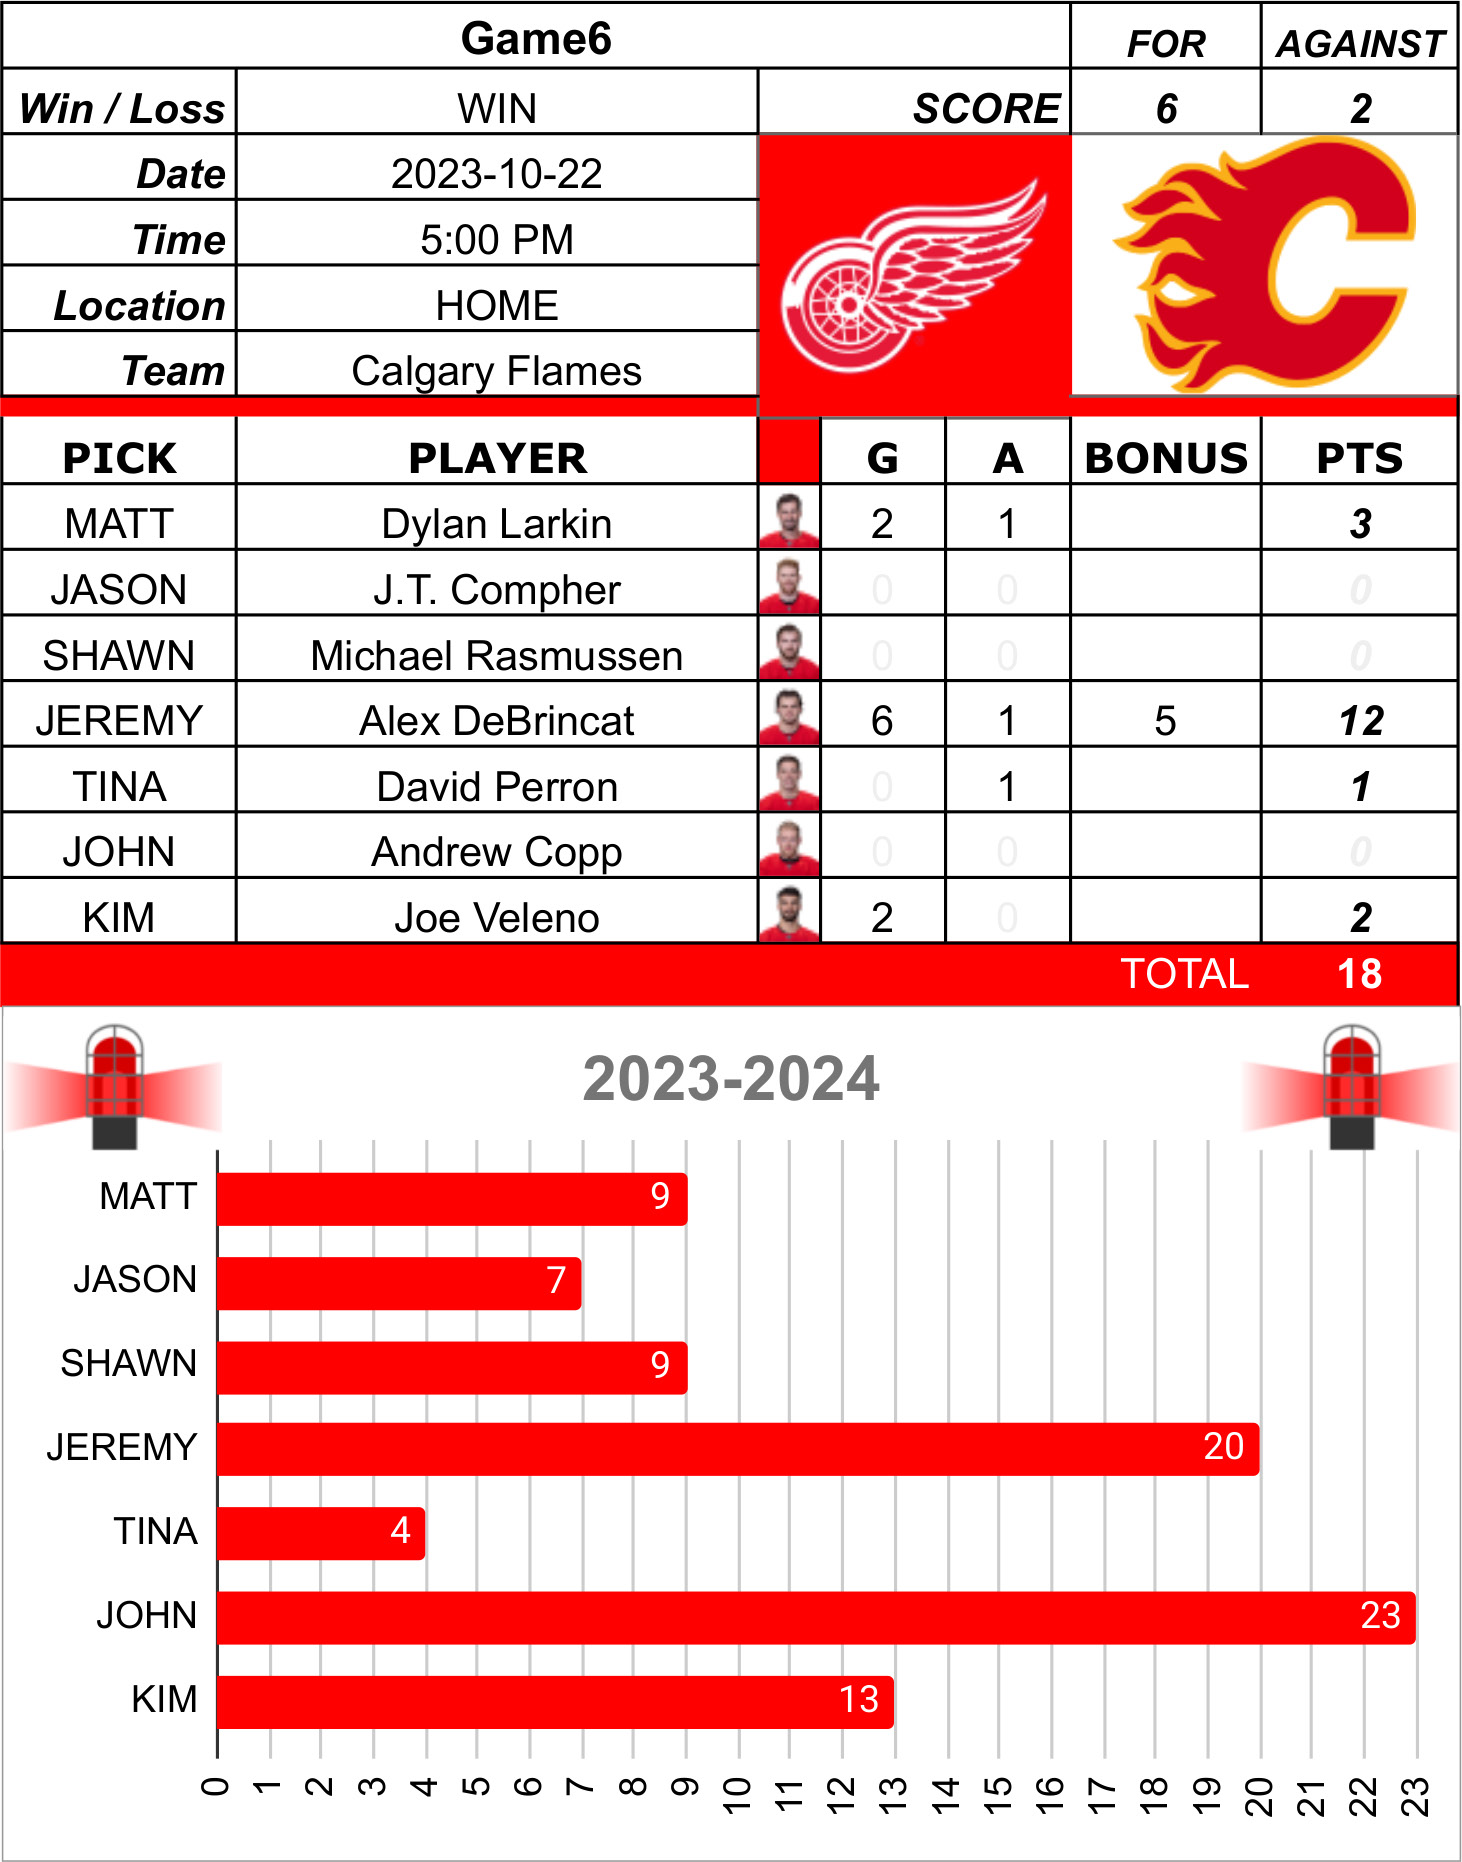 Game6 FOR AGAINST
Win / Loss WIN SCORE 6 2
Date 2023-10-22
Time 5:00 PM
Location HOME
Team Calgary Flames
C
PICK PLAYER G A BONUS PTS
MATT Dylan Larkin 2 1 3
JASON J.T. Compher 0 0 0
SHAWN Michael Rasmussen 0 0 0
JEREMY Alex DeBrincat 6 1 5 12
TINA David Perron 0 1 1
JOHN Andrew Copp 0 0 0
KIM Joe Veleno 2 0 2
TOTAL 18
2023-2024
MATT 9
JASON 7
SHAWN 9
JEREMY 20
TINA 4
JOHN 23
KIM 13
0 1 2 3 4 5 6 7 8 9 10 11 12 13 14 15 16 17 18 19 20 21 22 23